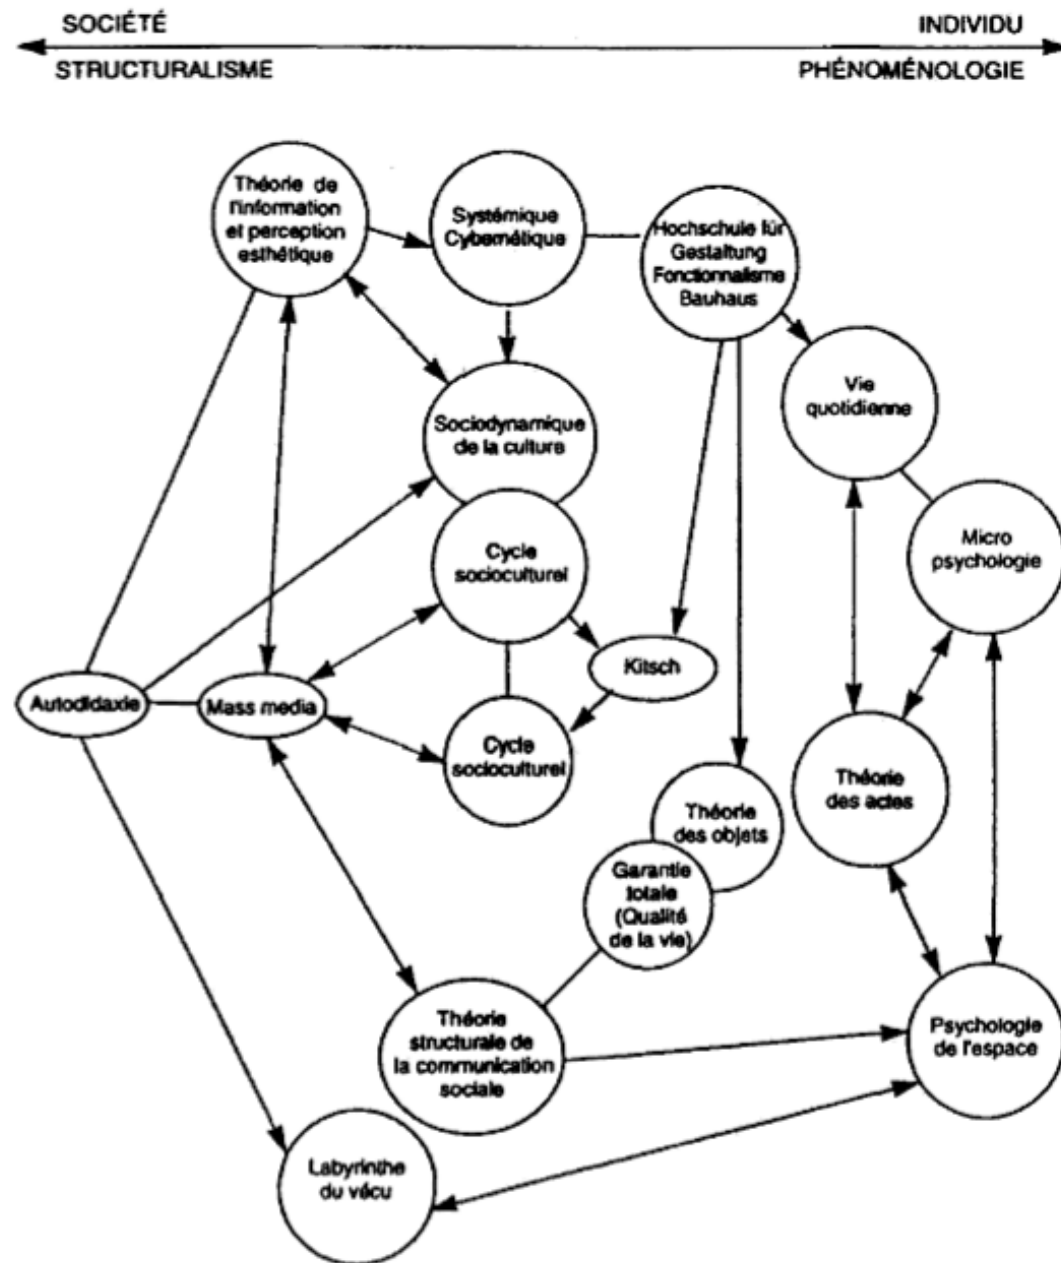 SOCIÉTÉ
INDIVIDU
STRUCTURALISME
PHÉNOMÉNOLOGIE
Théorie de
l'information
et perception
esthétique
Systémique
Cybernétique
Hochschule für
Gestaltung
Fonctionnalisme
Bauhaus
Vie
quotidienne
Sociodynamique
de la culture
Cycle
socioculturel
Micro
psychologie
Kitsch
Autodidaxie
Mass media
Cycle
socioculturel
Théorie
des actes
Théorie
des objets
Garantie
totale
(Qualité
de la vie)
Théorie
structurale de
la communication
sociale
Psychologie
de l'espace
Labyrinthe
du vécu